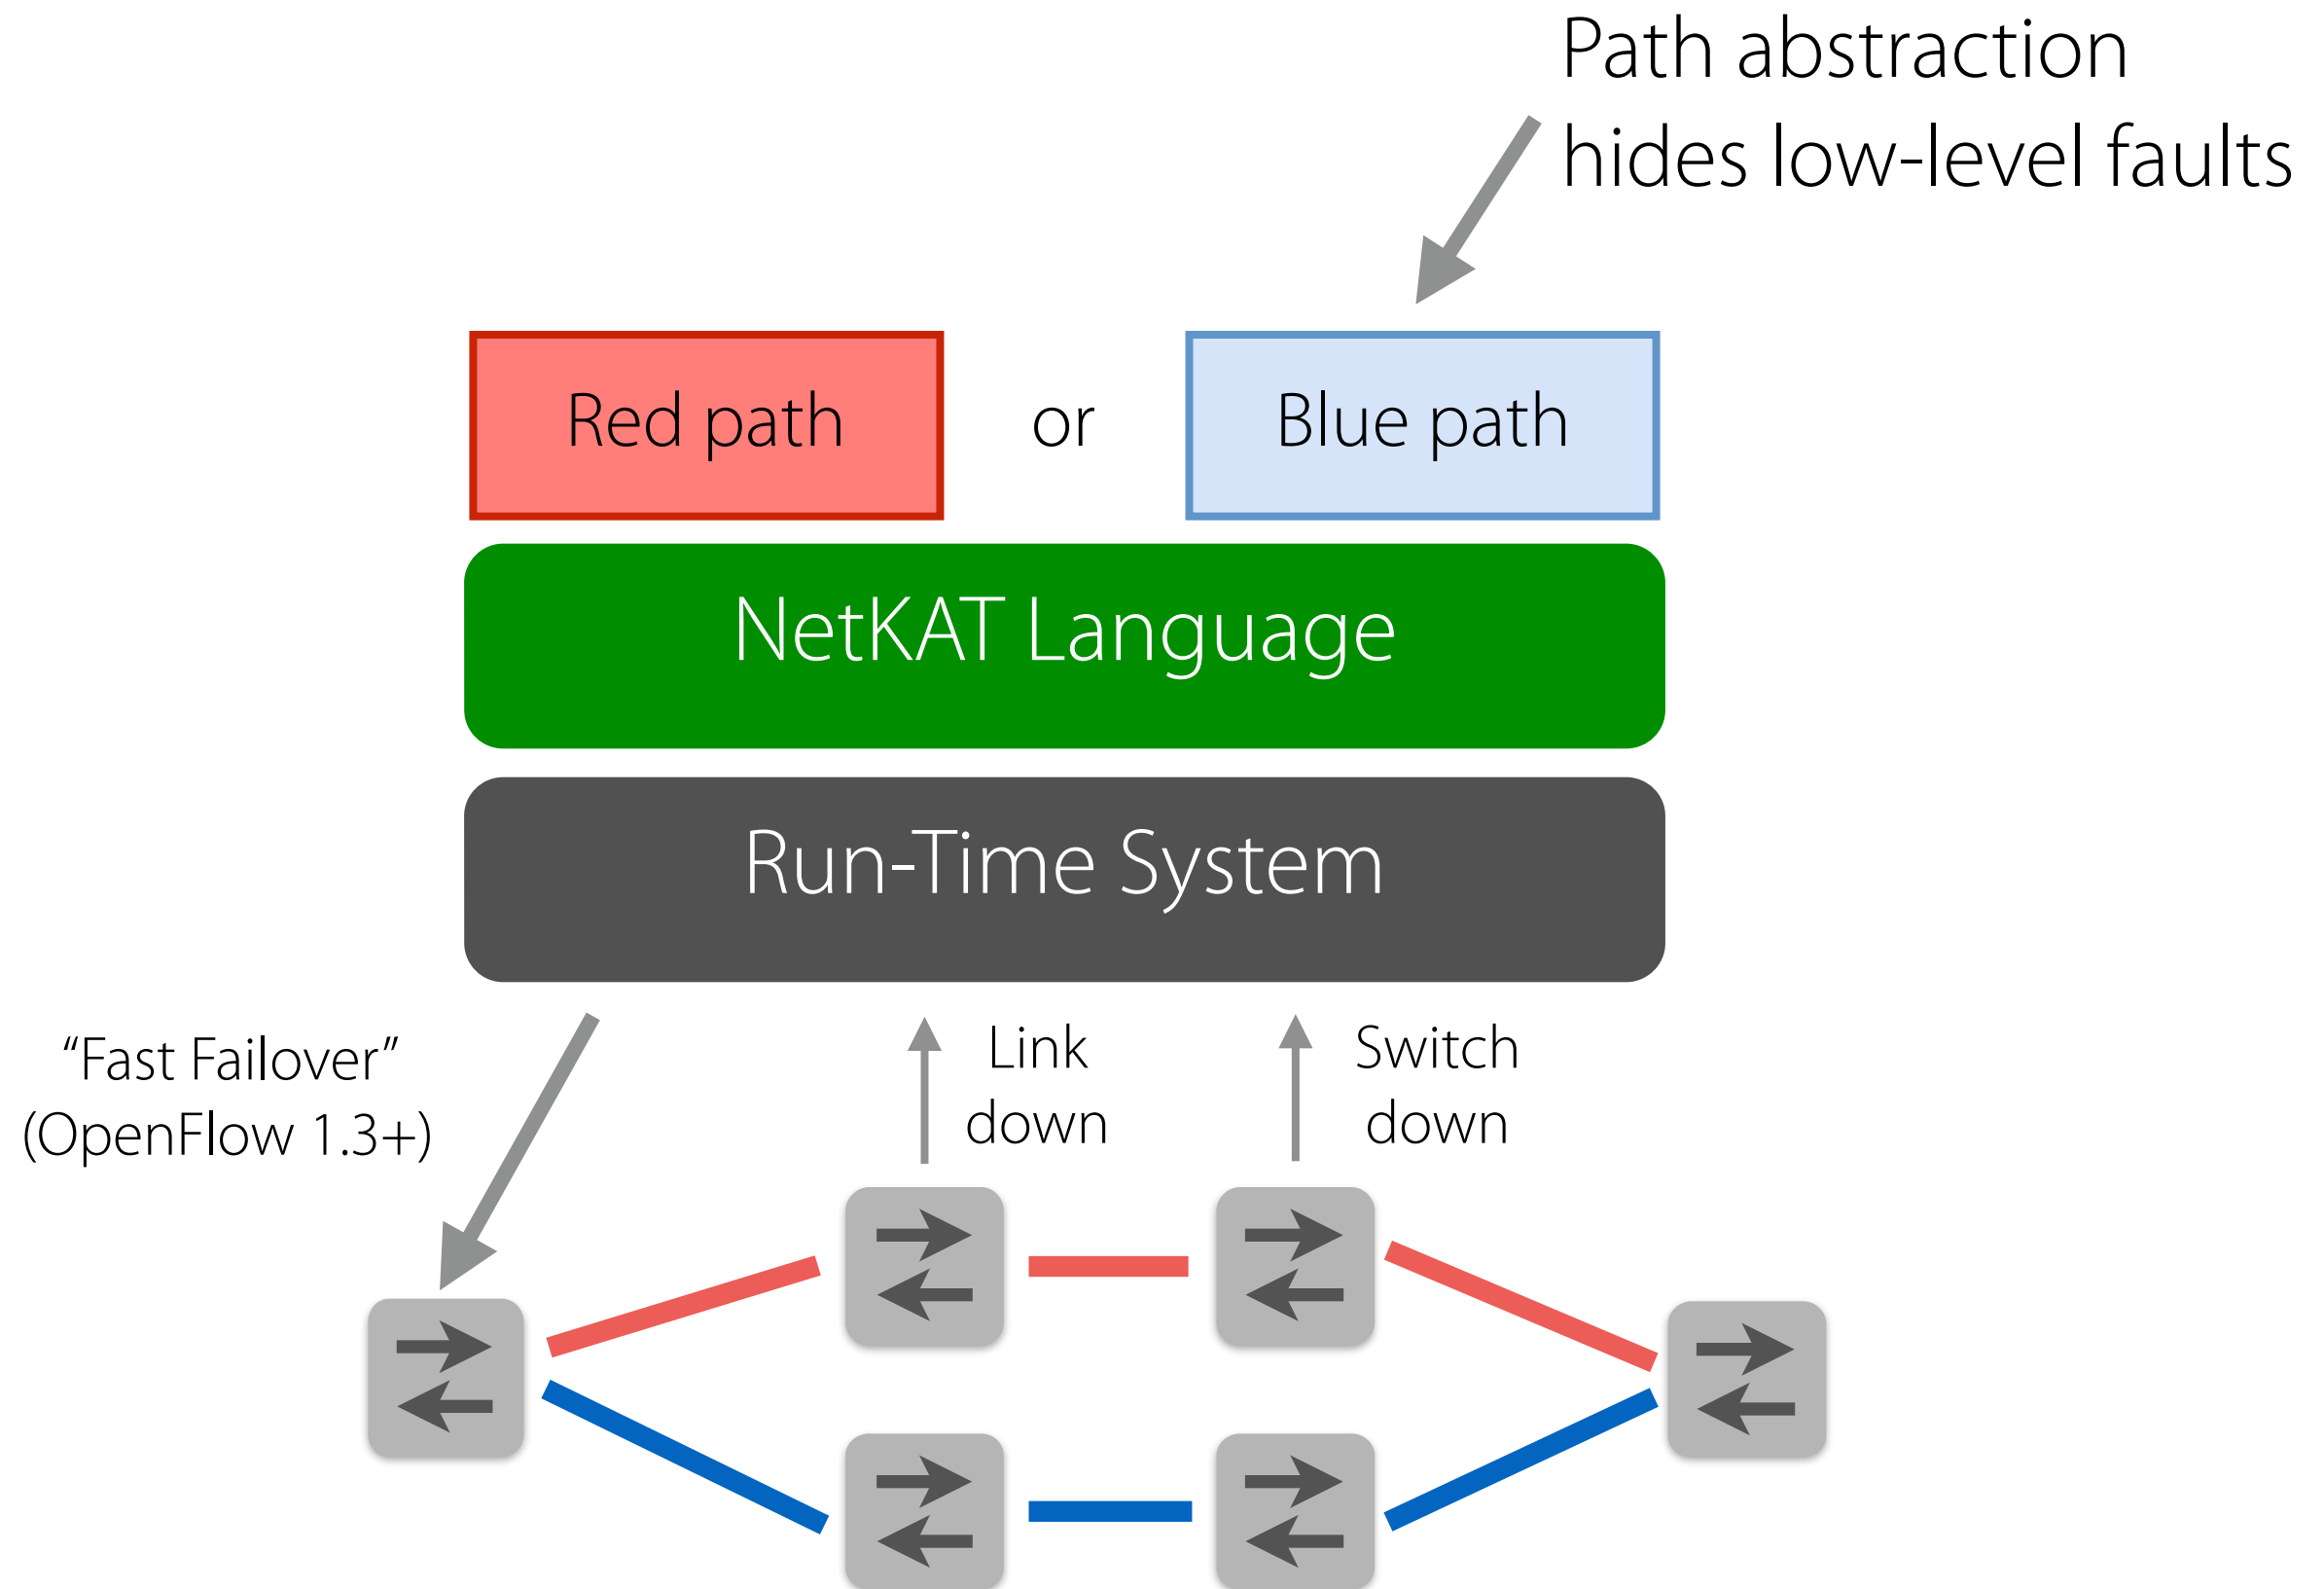 Path abstraction
hides low-level faults
Red path
or
Blue path
NetKAT Language
Run-Time System
“Fast Failover”
(OpenFlow 1.3+)
Link
down
Switch
down